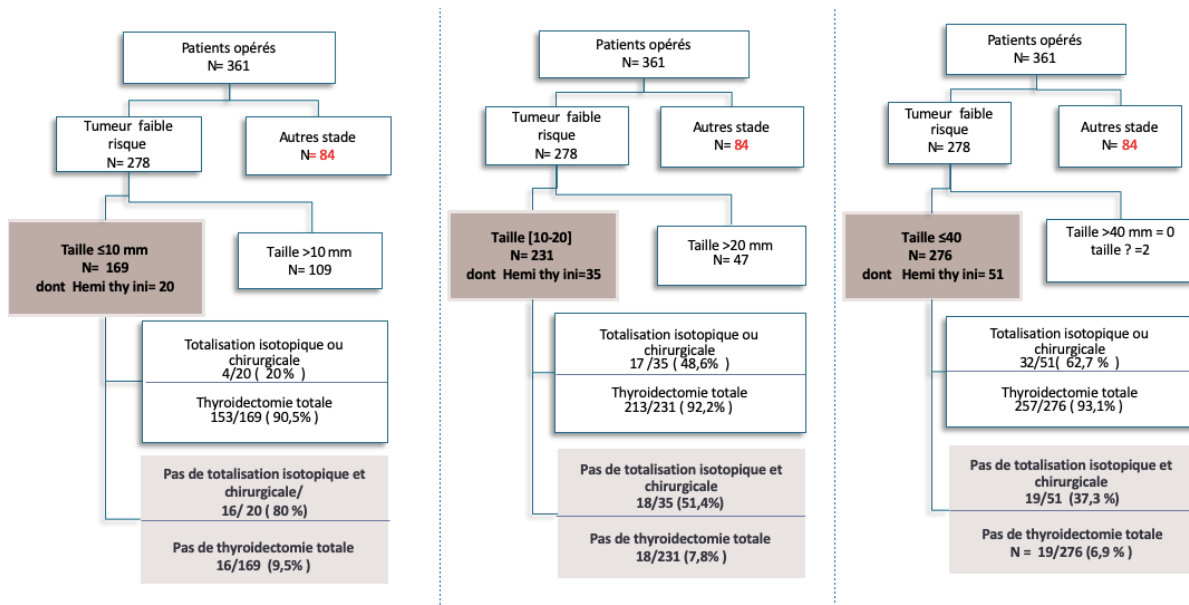 Patients opérés
N= 361
Tumeur faible
risque
N= 278
Autres stade
N= 84
Taille ≤10 mm
N= 169
dont Hemi thy ini= 20
Taille >10 mm
N= 109
Totalisation isotopique ou
chirurgicale
4/20 ( 20% )
Thyroidectomie totale
153/169 ( 90,5%)
Pas de totalisation isotopique et
chirurgicale/
16/ 20 ( 80 %)
Pas de thyroidectomie totale
16/169 (9,5%)
Patients opérés
N= 361
Tumeur faible
risque
N= 278
Autres stade
N= 84
Taille [10-20]
N= 231
dont Hemi thy ini=35
Taille >20 mm
N= 47
Totalisation isotopique ou
chirurgicale
17 /35 ( 48,6% )
Thyroidectomie totale
213/231 ( 92,2%)
Pas de totalisation isotopique et
chirurgicale
18/35 (51,4%)
Pas de thyroidectomie totale
18/231 (7,8%)
Patients opérés
N= 361
Tumeur faible
risque
N= 278
Autres stade
N= 84
Taille ≤40
N= 276
dont Hemi thy ini= 51
Taille >40 mm = 0
taille ? =2
Totalisation isotopique ou
chirurgicale
32/51( 62,7 % )
Thyroidectomie totale
257/276 ( 93,1%)
Pas de totalisation isotopique et
chirurgicale
19/51 (37,3 %)
Pas de thyroidectomie totale
N = 19/276 (6,9 %)